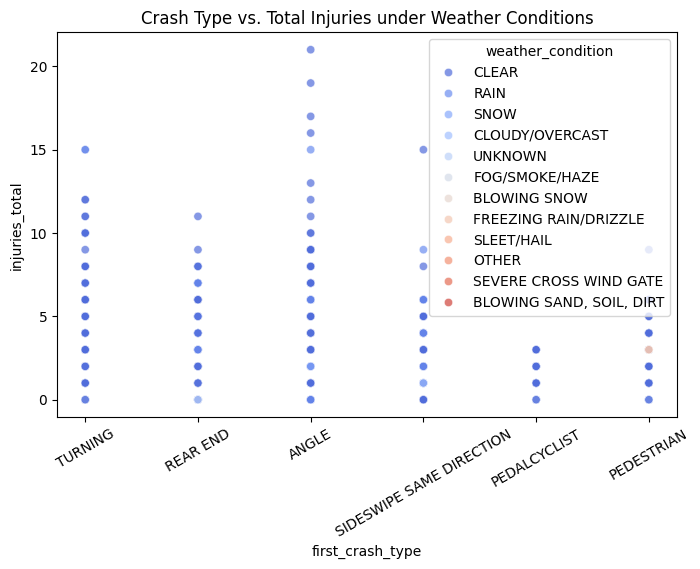 Crash Type vs. Total Injuries under Weather Conditions
weather_condition
CLEAR
RAIN
SNOW
CLOUDY/OVERCAST
UNKNOWN
FOG/SMOKE/HAZE
BLOWING SNOW
FREEZING RAIN/DRIZZLE
SLEET/HAIL
OTHER
SEVERE CROSS WIND GATE
BLOWING SAND, SOIL, DIRT
injuries_total
20
15
10
5
0
TURNING
REAR END
ANGLE
SIDESWIPE SAME DIRECTION
PEDALCYCLIST
PEDESTRIAN
first_crash_type